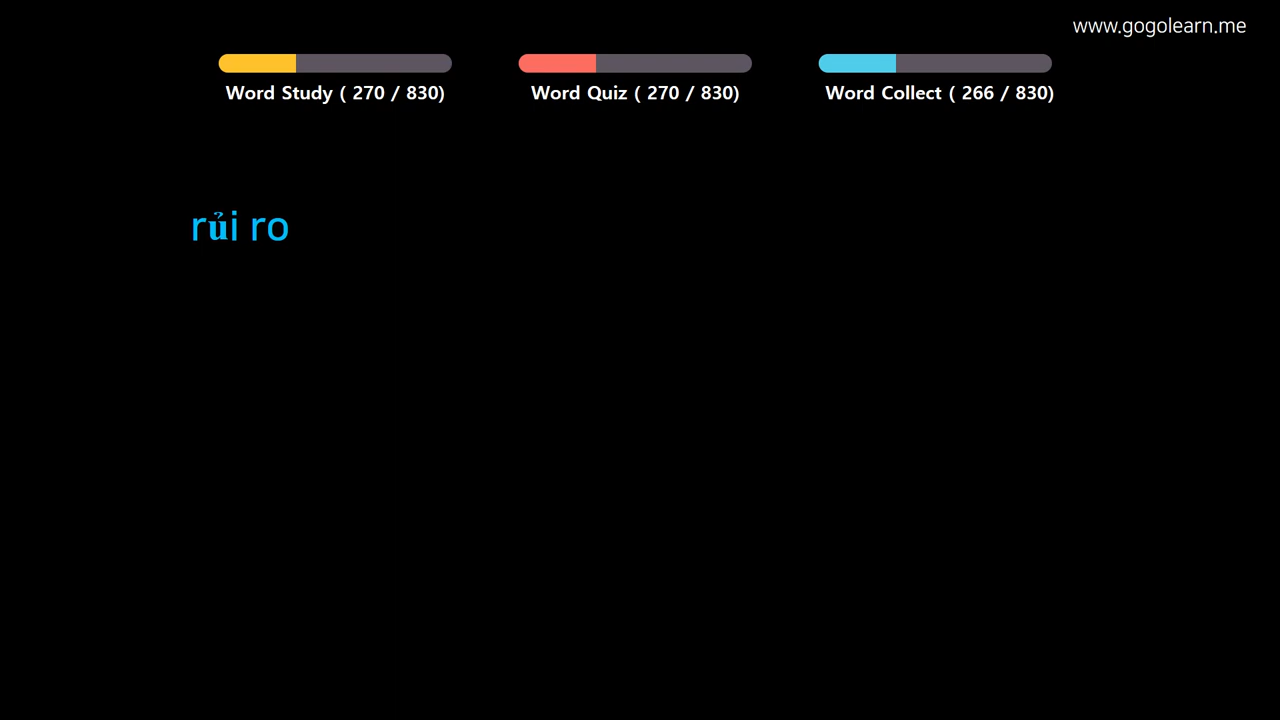 www.gogolearn.me
Word Study ( 270 / 830)
Word Quiz ( 270 / 830)
Word Collect ( 266 / 830)
rủi ro